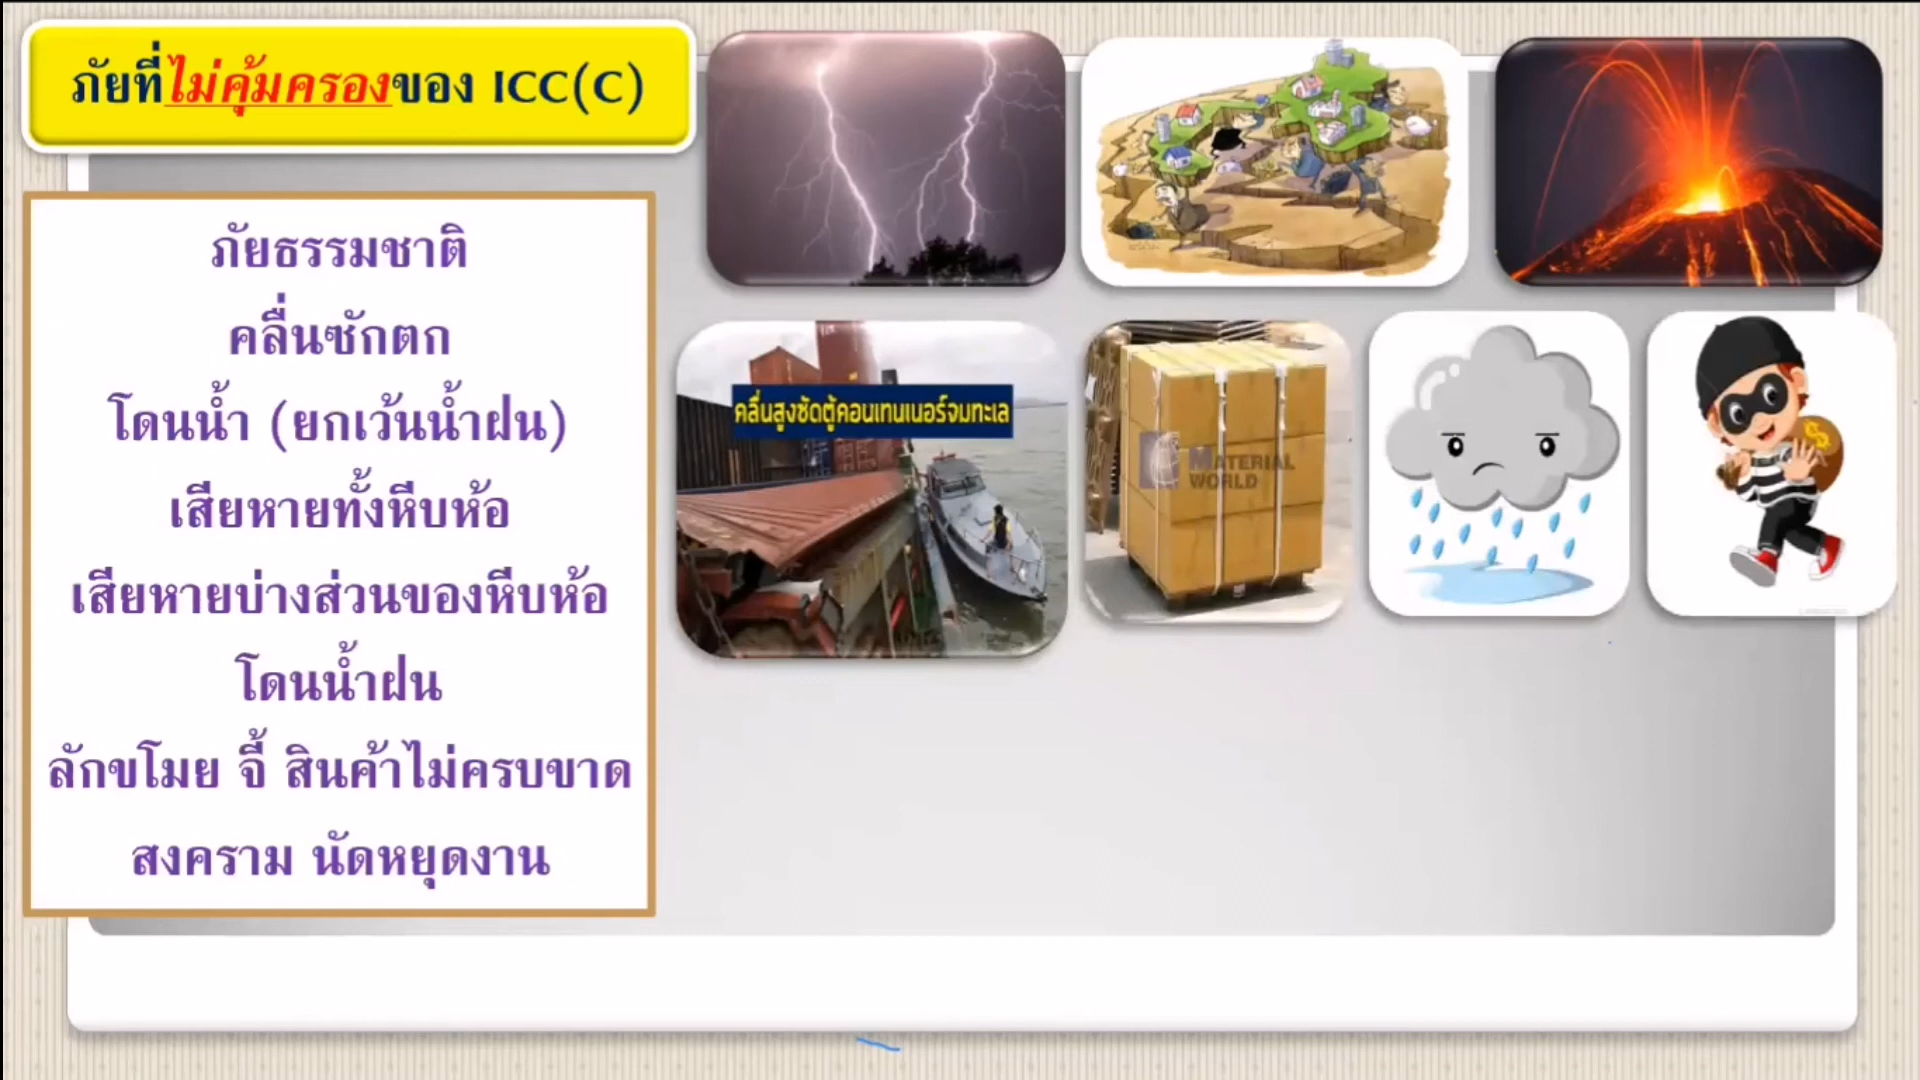 ภัยที่ไม่คุ้มครองของ ICC(C)
ภัยธรรมชาติ
คลื่นซักตก
โดนน้ำ (ยกเว้นน้ำฝน)
เสียหายทั้งหีบห้อ
เสียหายบ่างส่วนของหีบห้อ
โดนน้ำฝน
ลักขโมย จี้ สินค้าไม่ครบขาด
สงคราม นัดหยุดงาน
คลื่นสูงซัดตู้คอนเทนเนอร์จมทะเล
MATERIAL
WORLD
$